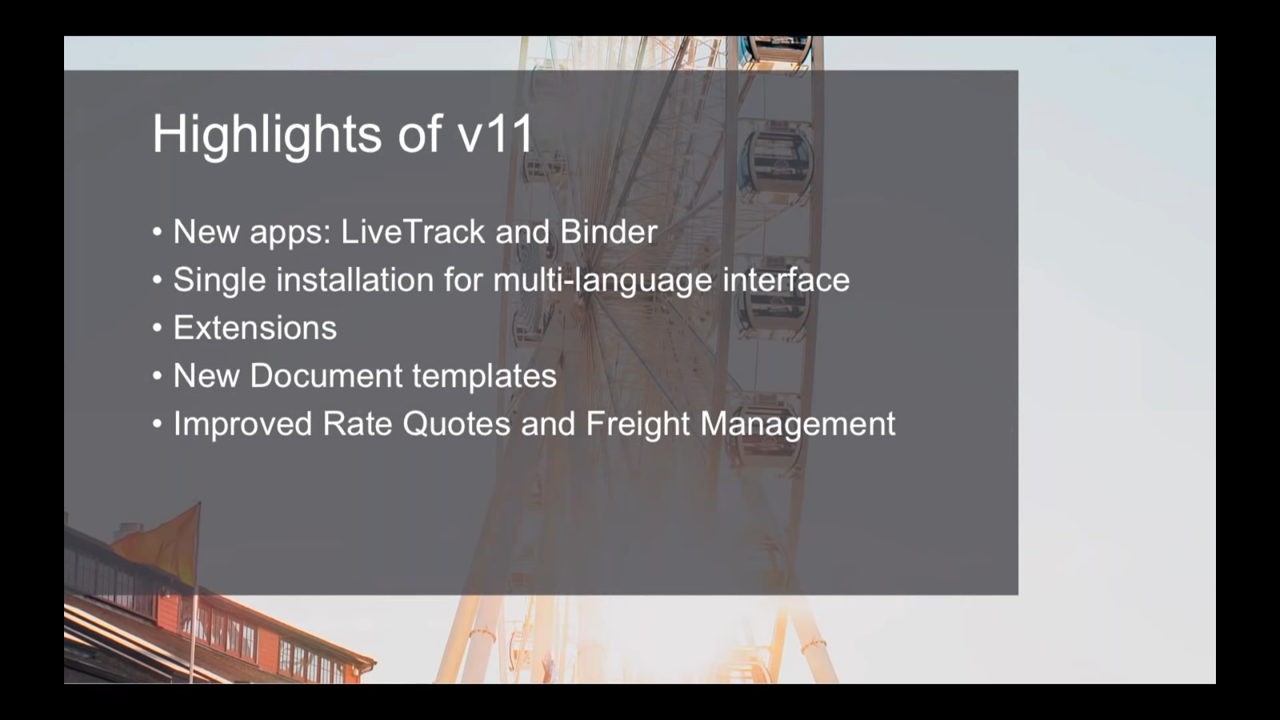 Highlights of v11
• New apps: LiveTrack and Binder
• Single installation for multi-language interface
• Extensions
• New Document templates
• Improved Rate Quotes and Freight Management